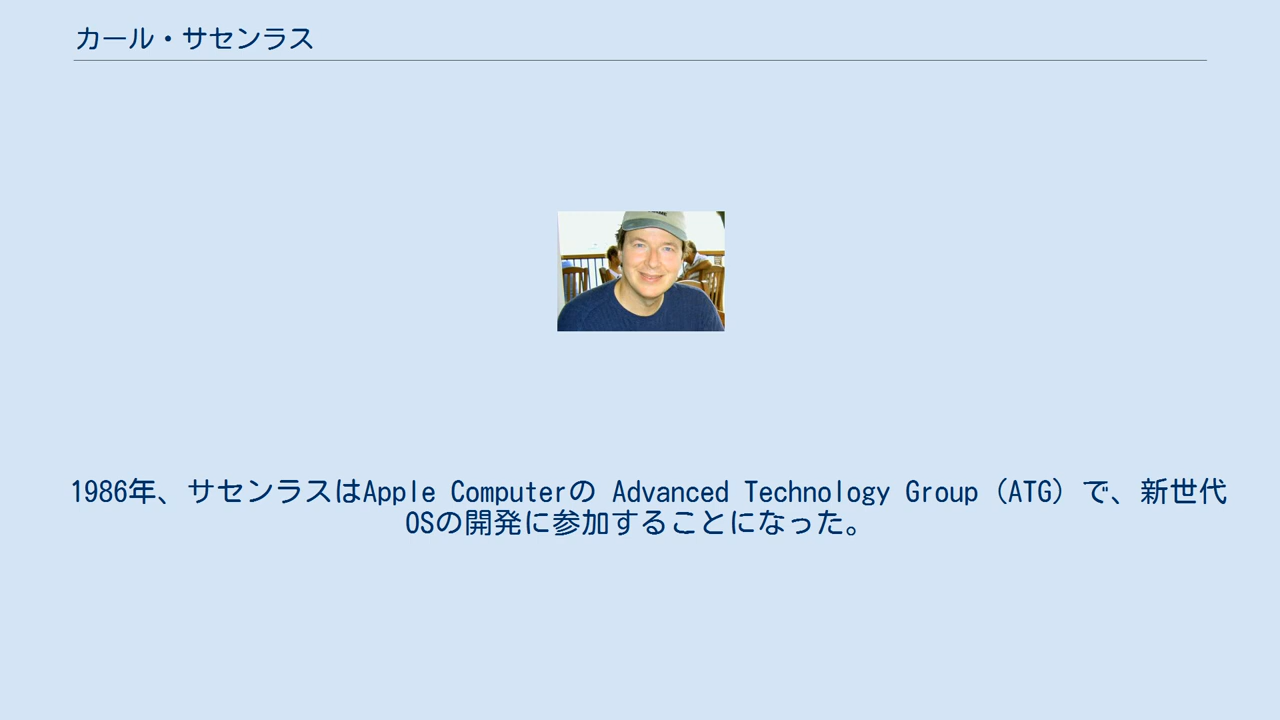 カール・サセンラス
1986年、サセンラスはApple Computerの Advanced Technology Group（ATG）で、新世代
OSの開発に参加することになった。